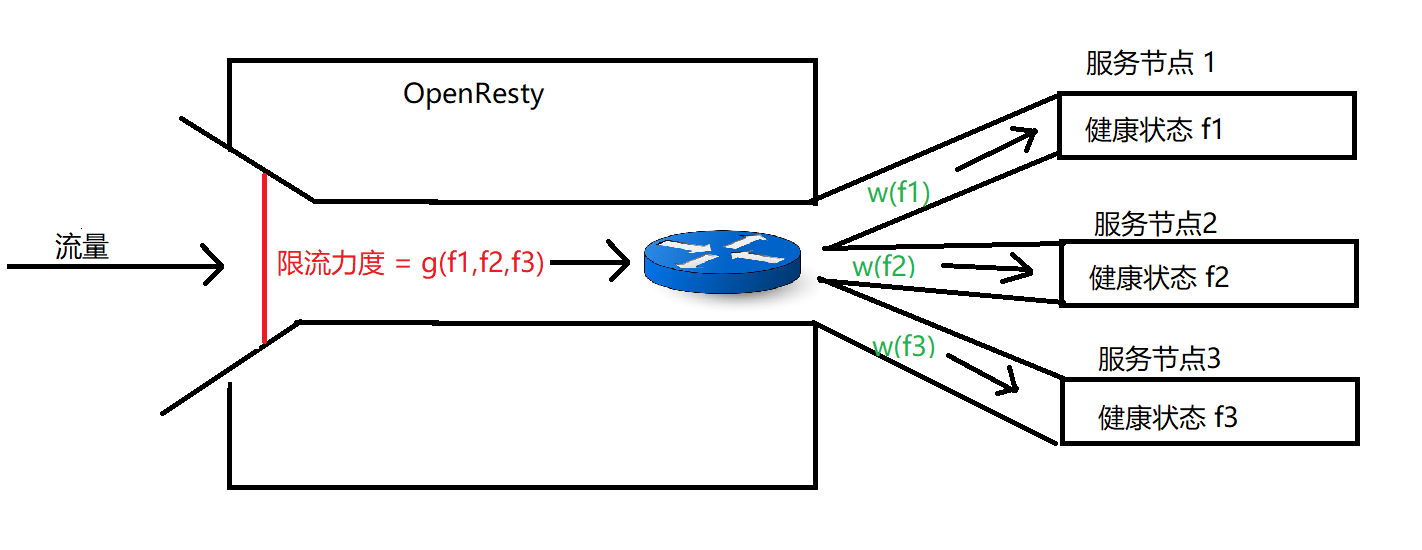 OpenResty
流量
限流力度 = g(f1,f2,f3)
w(f1)
w(f2)
w(f3)
服务节点 1
健康状态 f1
服务节点2
健康状态 f2
服务节点3
健康状态 f3